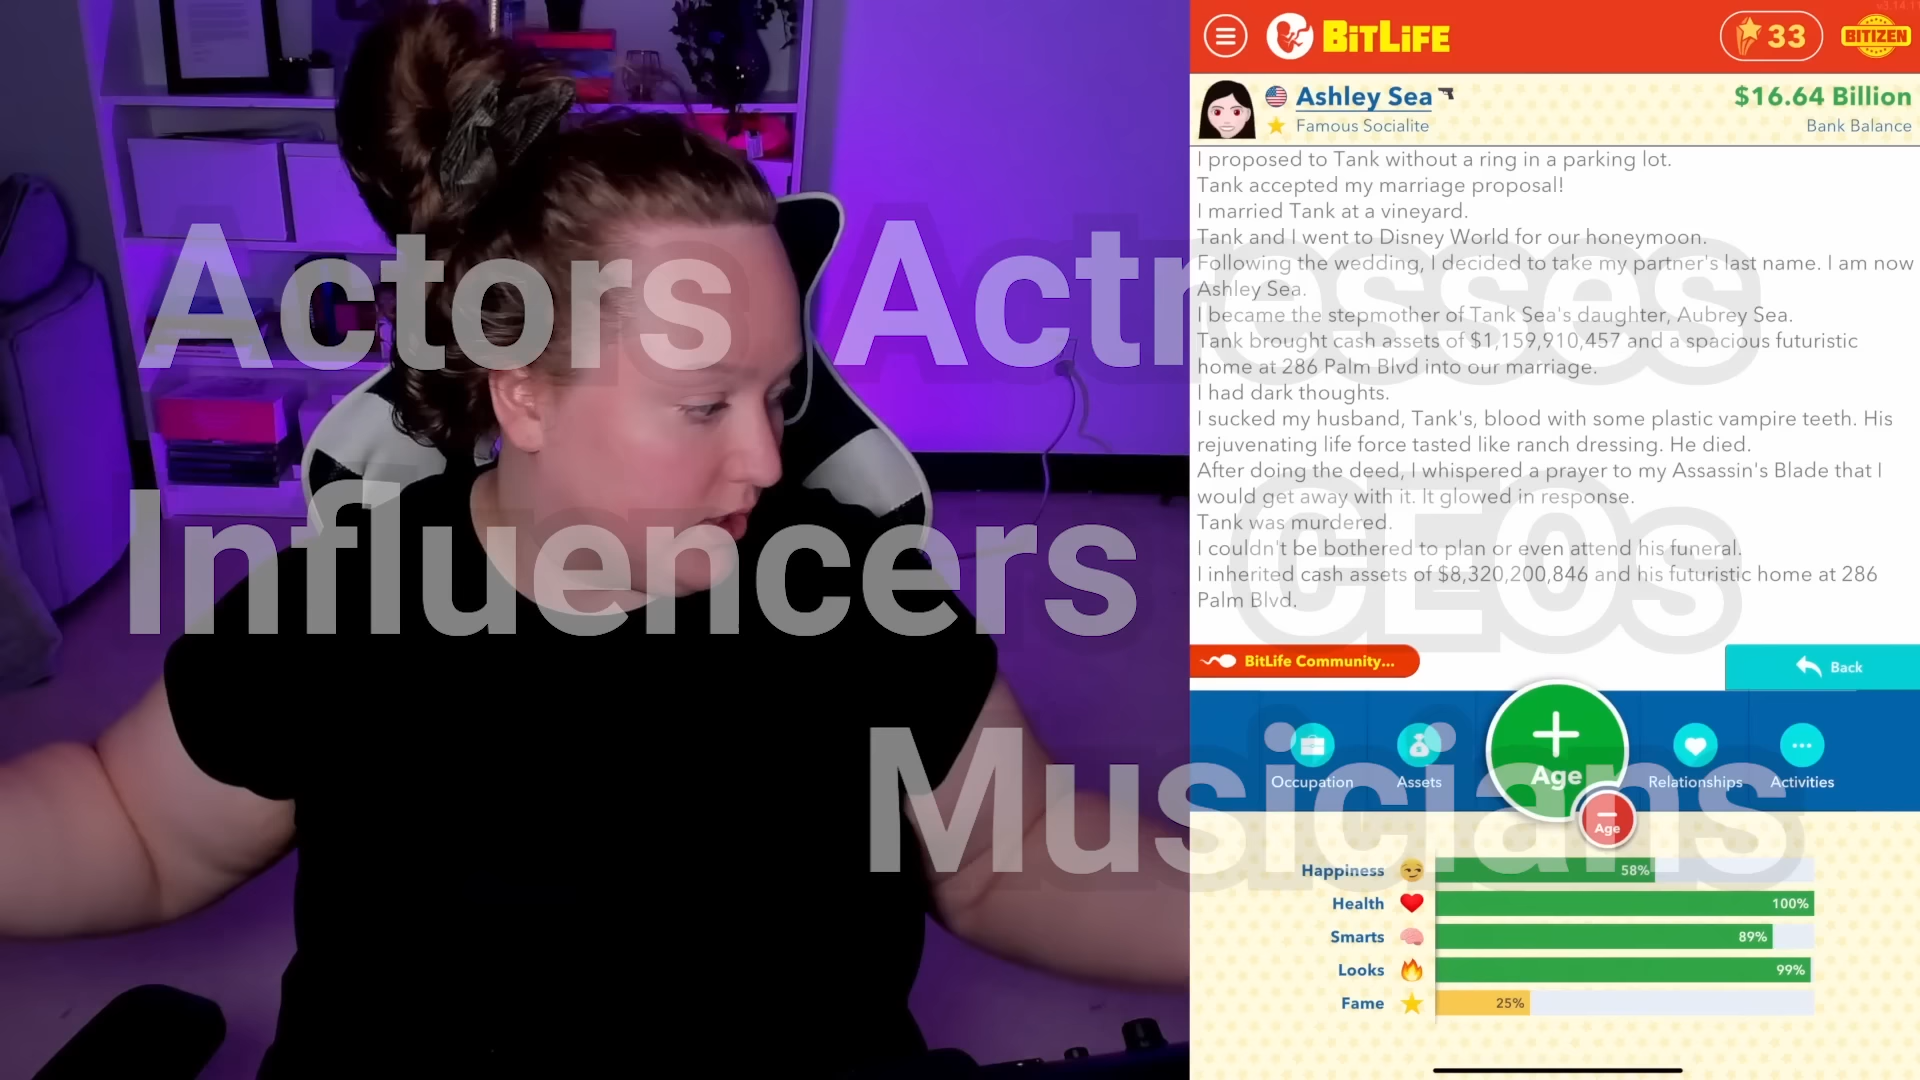 v3.14.11
BITLIFE
33
BITIZEN
Ashley Sea
$16.64 Billion
Famous Socialite
Bank Balance
I proposed to Tank without a ring in a parking lot.
Tank accepted my marriage proposal!
I married Tank at a vineyard.
Tank and I went to Disney World for our honeymoon.
Following the wedding, I decided to take my partner's last name. I am now
Ashley Sea.
I became the stepmother of Tank Sea's daughter, Aubrey Sea.
Tank brought cash assets of $1,159,910,457 and a spacious futuristic
home at 286 Palm Blvd into our marriage.
I had dark thoughts.
I sucked my husband, Tank's, blood with some plastic vampire teeth. His
rejuvenating life force tasted like ranch dressing. He died.
After doing the deed, I whispered a prayer to my Assassin's Blade that I
would get away with it. It glowed in response.
Tank was murdered.
I couldn't be bothered to plan or even attend his funeral.
I inherited cash assets of $8,320,200,846 and his futuristic home at 286
Palm Blvd.
Actors Actresses
Influencers CEOs
Musicians
BitLife Community...
Back
Occupation
Assets
Age
Relationships
Activities
Age
Happiness 58%
Health 100%
Smarts 89%
Looks 99%
Fame 25%